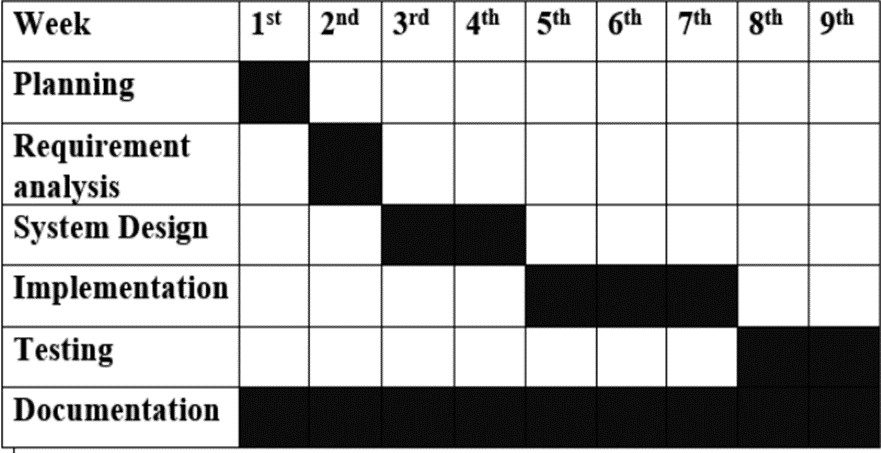 Week 1st 2nd 3rd 4th 5th 6th 7th 8th 9th
Planning
Requirement
analysis
System Design
Implementation
Testing
Documentation